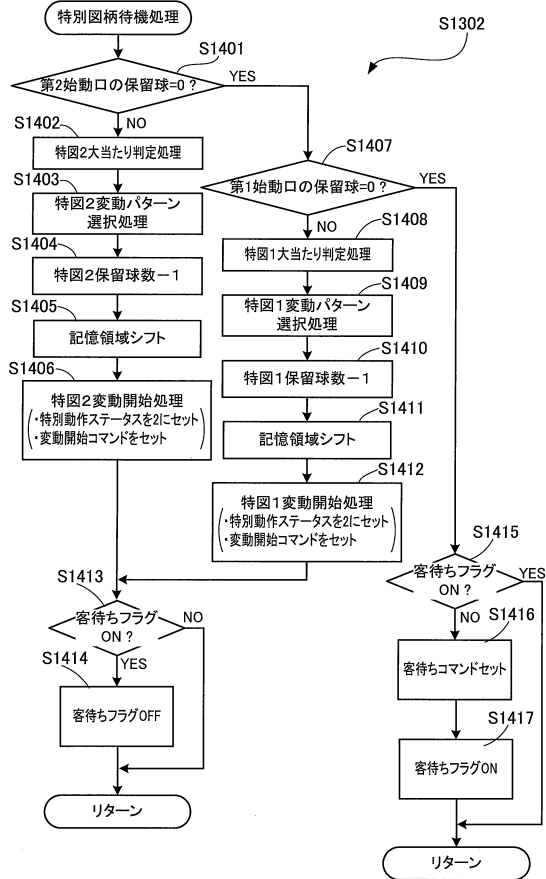 特別図柄待機処理
S1302
S1401
第2始動口の保留球=0？
YES
NO
S1402
特図2大当たり判定処理
S1403
特図2変動パターン
選択処理
S1404
特図2保留球数－1
S1405
記憶領域シフト
S1406
特図2変動開始処理
・特別動作ステータスを2にセット
・変動開始コマンドをセット
S1407
第1始動口の保留球=0？
YES
NO
S1408
特図1大当たり判定処理
S1409
特図1変動パターン
選択処理
S1410
特図1保留球数－1
S1411
記憶領域シフト
S1412
特図1変動開始処理
・特別動作ステータスを2にセット
・変動開始コマンドをセット
S1413
客待ちフラグ
ON？
NO
YES
S1414
客待ちフラグOFF
リターン
S1415
客待ちフラグ
ON？
YES
NO
S1416
客待ちコマンドセット
S1417
客待ちフラグON
リターン